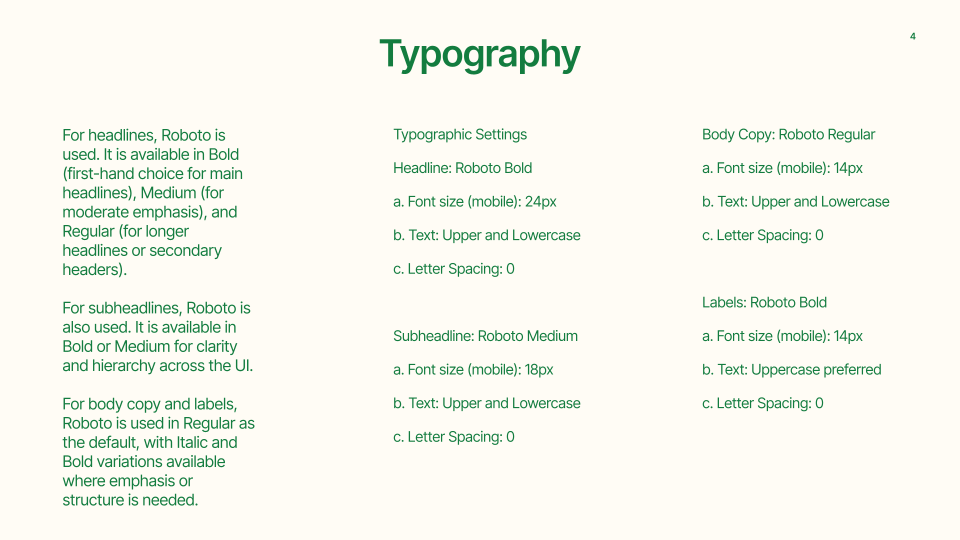 Typography
4
For headlines, Roboto is
used. It is available in Bold
(first-hand choice for main
headlines), Medium (for
moderate emphasis), and
Regular (for longer
headlines or secondary
headers).
For subheadlines, Roboto is
also used. It is available in
Bold or Medium for clarity
and hierarchy across the UI.
For body copy and labels,
Roboto is used in Regular as
the default, with Italic and
Bold variations available
where emphasis or
structure is needed.
Typographic Settings
Headline: Roboto Bold
a. Font size (mobile): 24px
b. Text: Upper and Lowercase
c. Letter Spacing: 0
Subheadline: Roboto Medium
a. Font size (mobile): 18px
b. Text: Upper and Lowercase
c. Letter Spacing: 0
Body Copy: Roboto Regular
a. Font size (mobile): 14px
b. Text: Upper and Lowercase
c. Letter Spacing: 0
Labels: Roboto Bold
a. Font size (mobile): 14px
b. Text: Uppercase preferred
c. Letter Spacing: 0